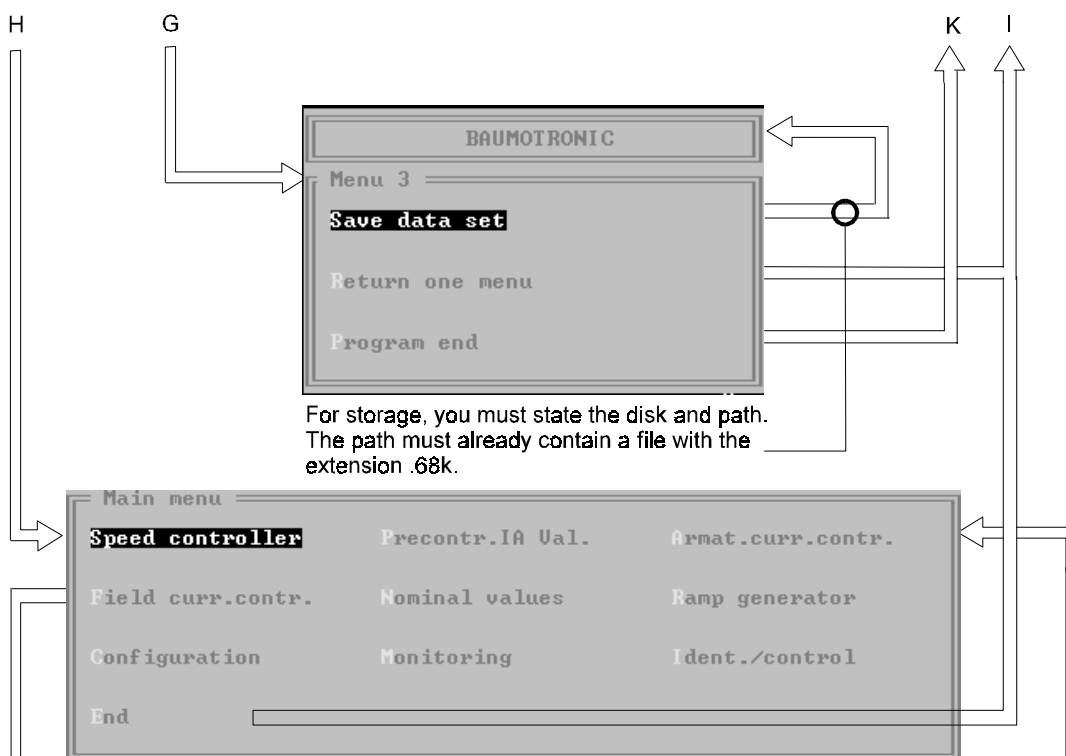 H G K I
BAUMOTRONIC
Menu 3
Save data set
Return one menu
Program end
For storage, you must state the disk and path.
The path must already contain a file with the
extension .68k.
Main menu
Speed controller Precontr.IA Val. Armat.curr.contr.
Field curr.contr. Nominal values Ramp generator
Configuration Monitoring Ident./control
End